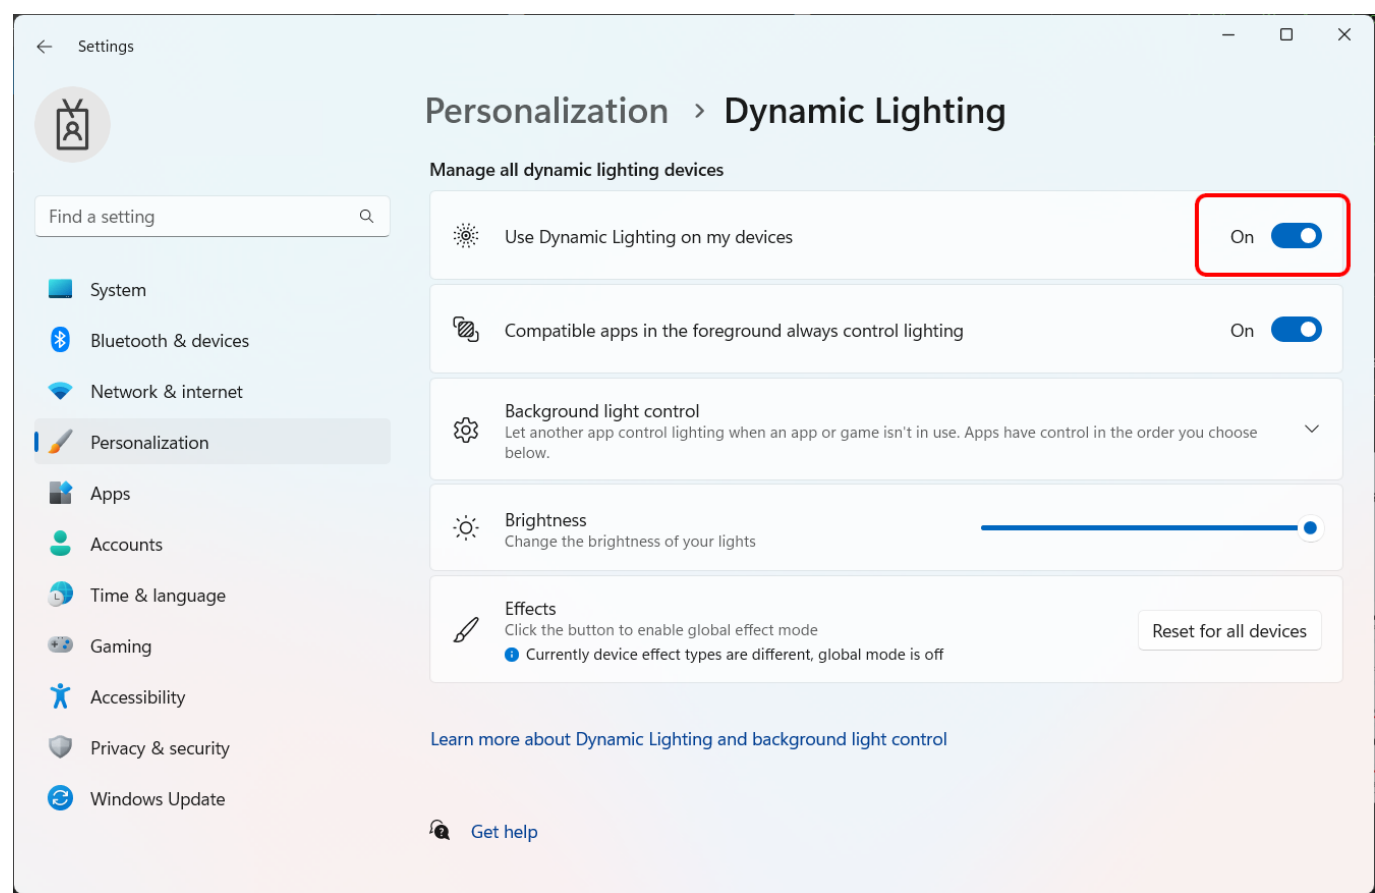 Settings
Personalization > Dynamic Lighting
Manage all dynamic lighting devices
Find a setting
System
Bluetooth & devices
Network & internet
Personalization
Apps
Accounts
Time & language
Gaming
Accessibility
Privacy & security
Windows Update
Use Dynamic Lighting on my devices
On
Compatible apps in the foreground always control lighting
On
Background light control
Let another app control lighting when an app or game isn't in use. Apps have control in the order you choose
below.
Brightness
Change the brightness of your lights
Effects
Click the button to enable global effect mode
Currently device effect types are different, global mode is off
Reset for all devices
Learn more about Dynamic Lighting and background light control
Get help